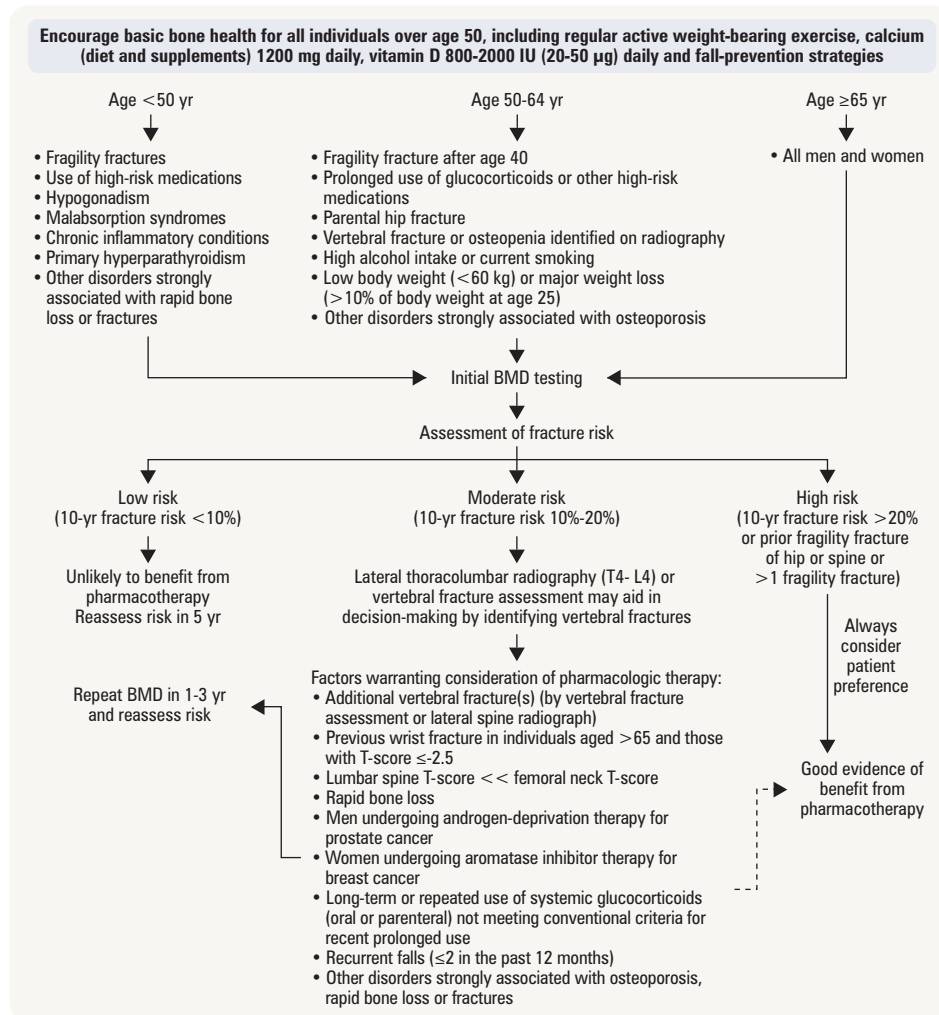 Encourage basic bone health for all individuals over age 50, including regular active weight-bearing exercise, calcium
(diet and supplements) 1200 mg daily, vitamin D 800-2000 IU (20-50 µg) daily and fall-prevention strategies
Age <50 yr
• Fragility fractures
• Use of high-risk medications
• Hypogonadism
• Malabsorption syndromes
• Chronic inflammatory conditions
• Primary hyperparathyroidism
• Other disorders strongly
associated with rapid bone
loss or fractures
Age 50-64 yr
• Fragility fracture after age 40
• Prolonged use of glucocorticoids or other high-risk
medications
• Parental hip fracture
• Vertebral fracture or osteopenia identified on radiography
• High alcohol intake or current smoking
• Low body weight (<60 kg) or major weight loss
(>10% of body weight at age 25)
• Other disorders strongly associated with osteoporosis
Age ≥65 yr
• All men and women
Initial BMD testing
Assessment of fracture risk
Low risk
(10-yr fracture risk <10%)
Unlikely to benefit from
pharmacotherapy
Reassess risk in 5 yr
Moderate risk
(10-yr fracture risk 10%-20%)
Lateral thoracolumbar radiography (T4- L4) or
vertebral fracture assessment may aid in
decision-making by identifying vertebral fractures
Factors warranting consideration of pharmacologic therapy:
• Additional vertebral fracture(s) (by vertebral fracture
assessment or lateral spine radiograph)
• Previous wrist fracture in individuals aged >65 and those
with T-score ≤-2.5
• Lumbar spine T-score << femoral neck T-score
• Rapid bone loss
• Men undergoing androgen-deprivation therapy for
prostate cancer
• Women undergoing aromatase inhibitor therapy for
breast cancer
• Long-term or repeated use of systemic glucocorticoids
(oral or parenteral) not meeting conventional criteria for
recent prolonged use
• Recurrent falls (≤2 in the past 12 months)
• Other disorders strongly associated with osteoporosis,
rapid bone loss or fractures
Repeat BMD in 1-3 yr
and reassess risk
High risk
(10-yr fracture risk >20%
or prior fragility fracture
of hip or spine or
>1 fragility fracture)
Always
consider
patient
preference
Good evidence of
benefit from
pharmacotherapy